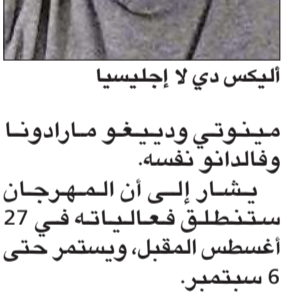 أليكس دي لا إجليسيا
مينوتي ودييغو مارادونا
وفالدانو نفسه.
يشار إلى أن المهرجان
ستنطلق فعالياته في 27
أغسطس المقبل، ويستمر حتى
6 سبتمبر.